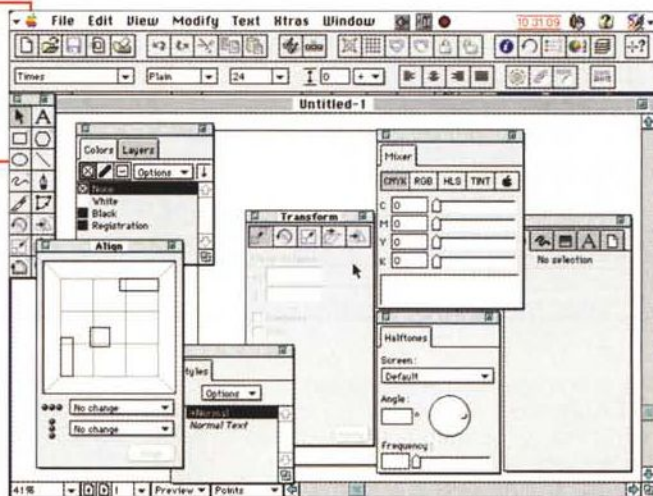 File Edit View Modify Text Xtras Window 10:31:09
Times Plain 24 0
Untitled-1
Colors Layers
Options
None
White
Black
Registration
Align
No change
No change
Transform
Options
Normal
Normal Text
Mixer
CMYK RGB HLS TINT
C 0
M 0
Y 0
K 0
No selection
Halftones
Screen:
Default
Angle:
Frequency:
41% 1 Preview Points